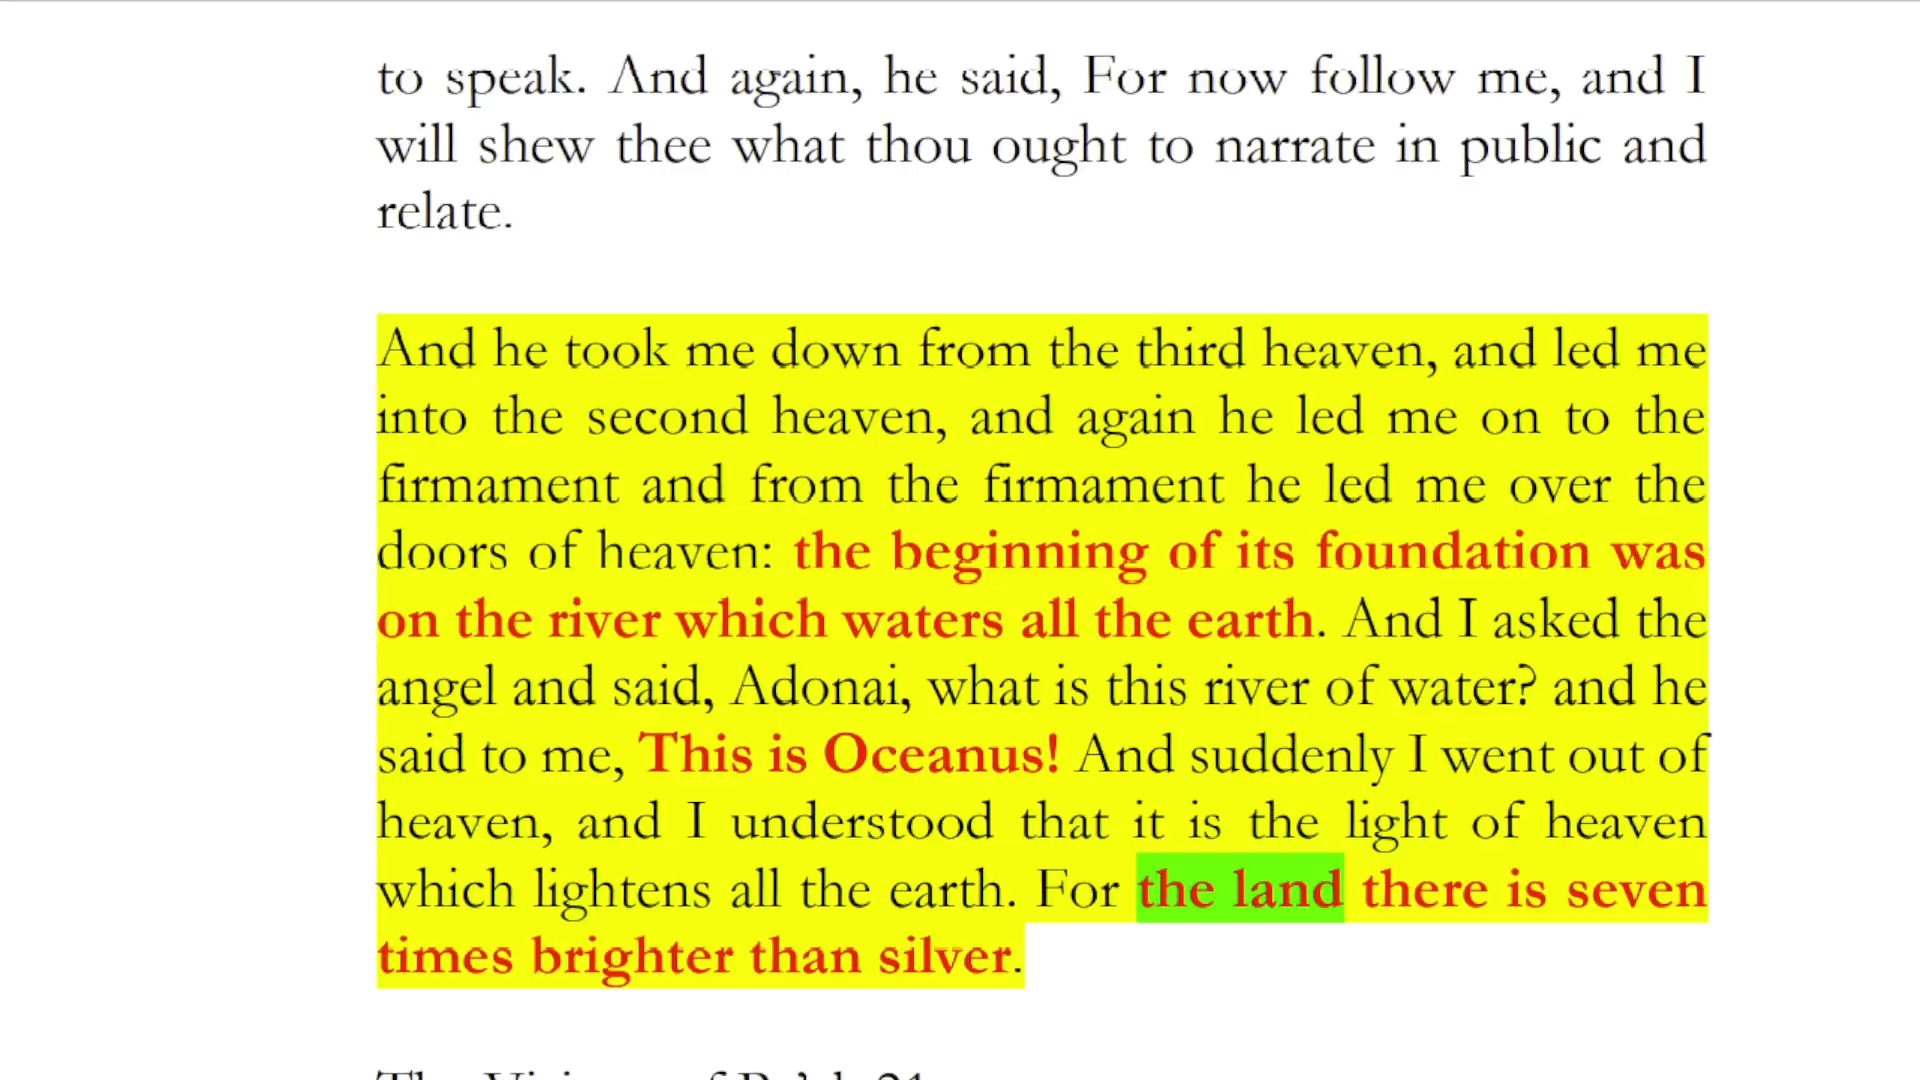 to speak. And again, he said, For now follow me, and I
will shew thee what thou ought to narrate in public and
relate.
And he took me down from the third heaven, and led me
into the second heaven, and again he led me on to the
firmament and from the firmament he led me over the
doors of heaven: the beginning of its foundation was
on the river which waters all the earth. And I asked the
angel and said, Adonai, what is this river of water? and he
said to me, This is Oceanus! And suddenly I went out of
heaven, and I understood that it is the light of heaven
which lightens all the earth. For the land there is seven
times brighter than silver.